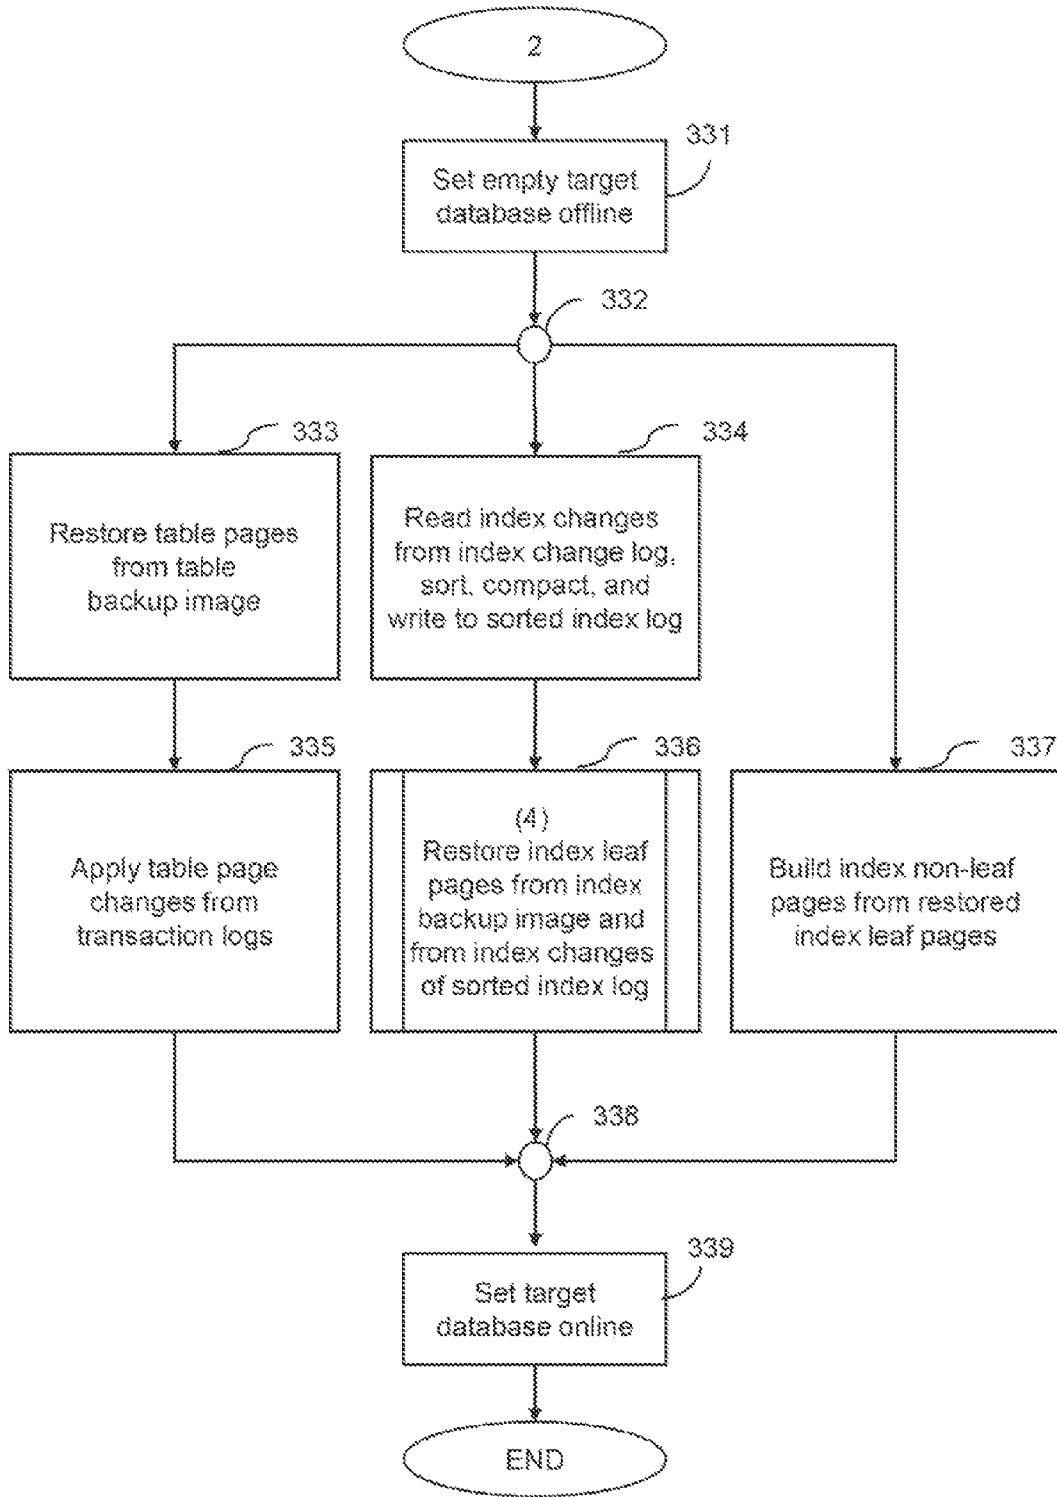 2
331
Set empty target
database offline
332
333
Restore table pages
from table
backup image
334
Read index changes
from index change log,
sort, compact, and
write to sorted index log
335
Apply table page
changes from
transaction logs
336
(4)
Restore index leaf
pages from index
backup image and
from index changes
of sorted index log
337
Build index non-leaf
pages from restored
index leaf pages
338
339
Set target
database online
END